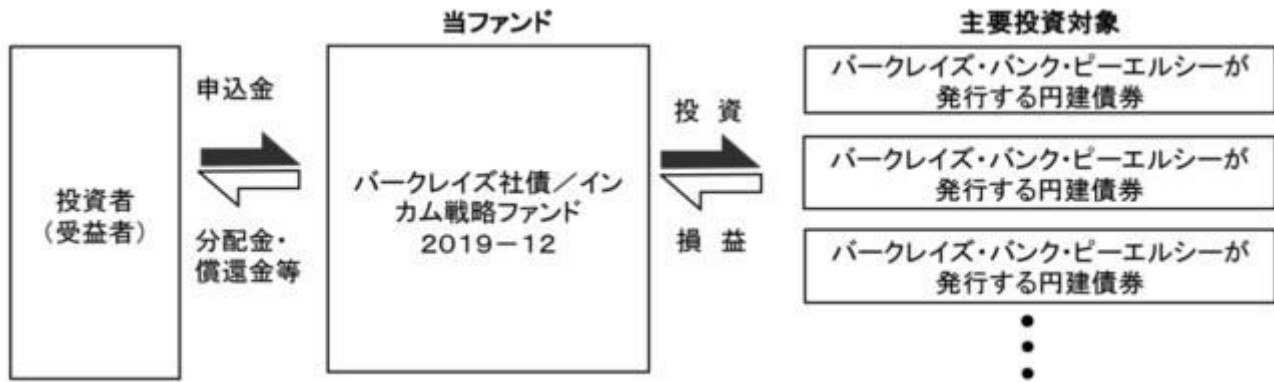 当ファンド
主要投資対象
投資者
(受益者)
申込金
分配金・
償還金等
バークレイズ社債/イン
カム戦略ファンド
2019-12
投 資
損 益
バークレイズ・バンク・ピーエルシーが
発行する円建債券
バークレイズ・バンク・ピーエルシーが
発行する円建債券
バークレイズ・バンク・ピーエルシーが
発行する円建債券